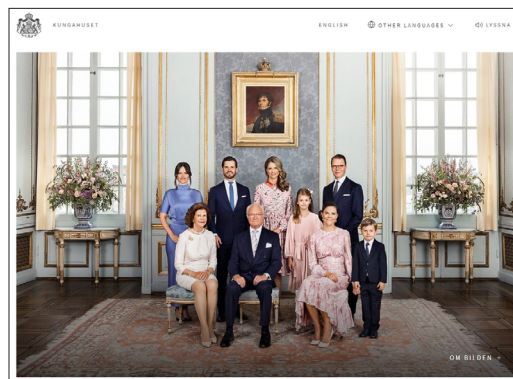 KUNGAHUSET
ENGLISH
OTHER LANGUAGES
LYSSNA
OM BILDEN +